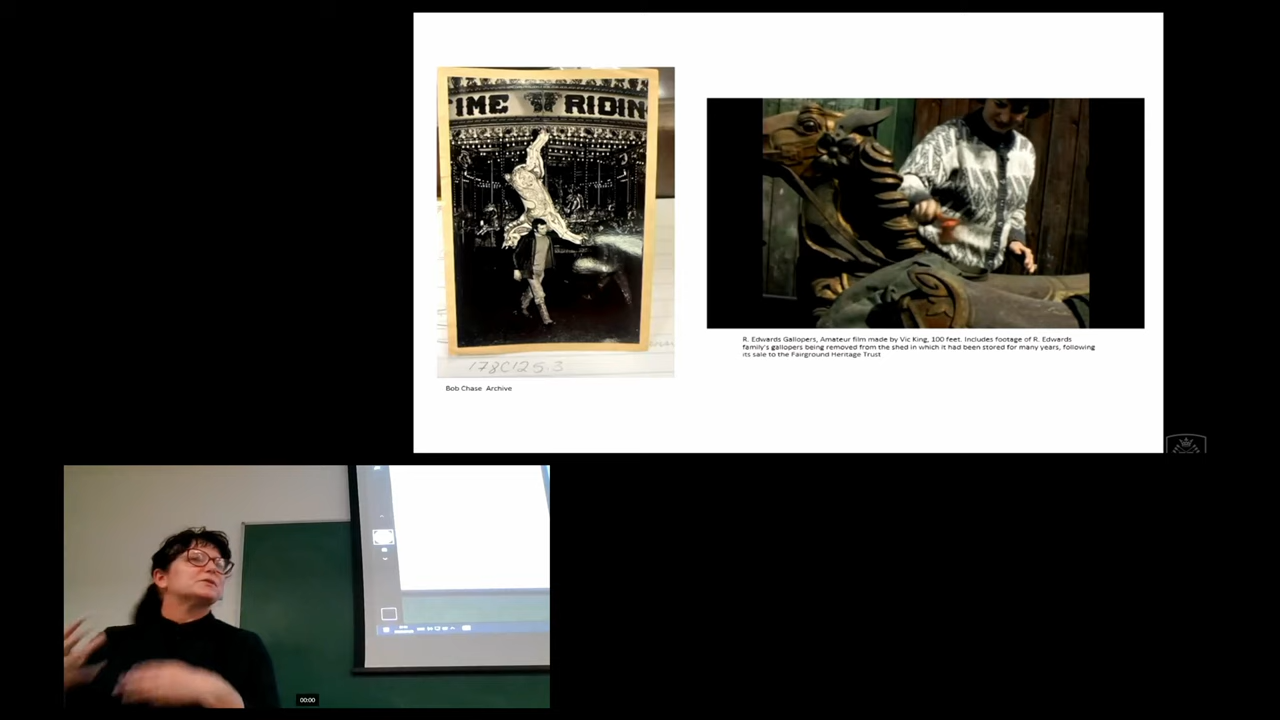 IME RIDIN
178C125.3
Bob Chase Archive
R. Edwards Gallopers, Amateur film made by Vic King, 100 feet. Includes footage of R. Edwards
family's gallopers being removed from the shed in which it had been stored for many years, following
its sale to the Fairground Heritage Trust
00:00